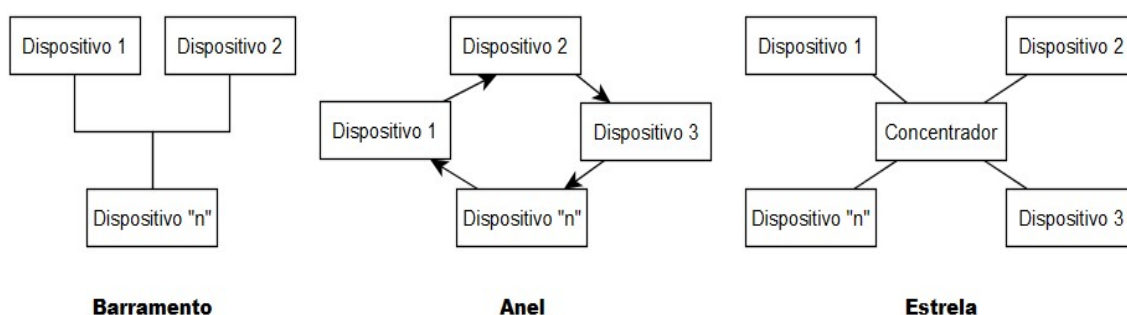 Dispositivo 1
Dispositivo 2
Dispositivo "n"
Barramento
Dispositivo 2
Dispositivo 1
Dispositivo 3
Dispositivo "n"
Anel
Dispositivo 1
Dispositivo 2
Concentrador
Dispositivo "n"
Dispositivo 3
Estrela